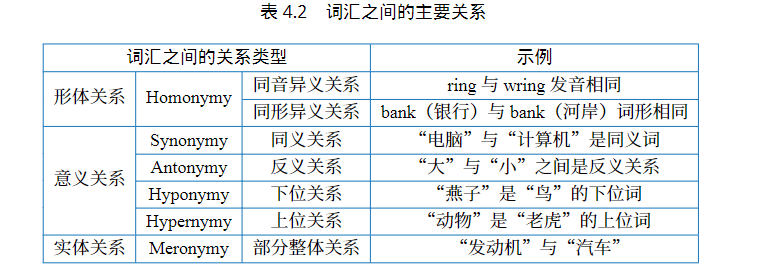 表 4.2 词汇之间的主要关系
词汇之间的关系类型 示例
形体关系 Homonymy 同音异义关系 ring 与 wring 发音相同
同形异义关系 bank（银行）与 bank（河岸）词形相同
意义关系 Synonymy 同义关系 “电脑”与“计算机”是同义词
Antonymy 反义关系 “大”与“小”之间是反义关系
Hyponymy 下位关系 “燕子”是“鸟”的下位词
Hypernymy 上位关系 “动物”是“老虎”的上位词
实体关系 Meronymy 部分整体关系 “发动机”与“汽车”